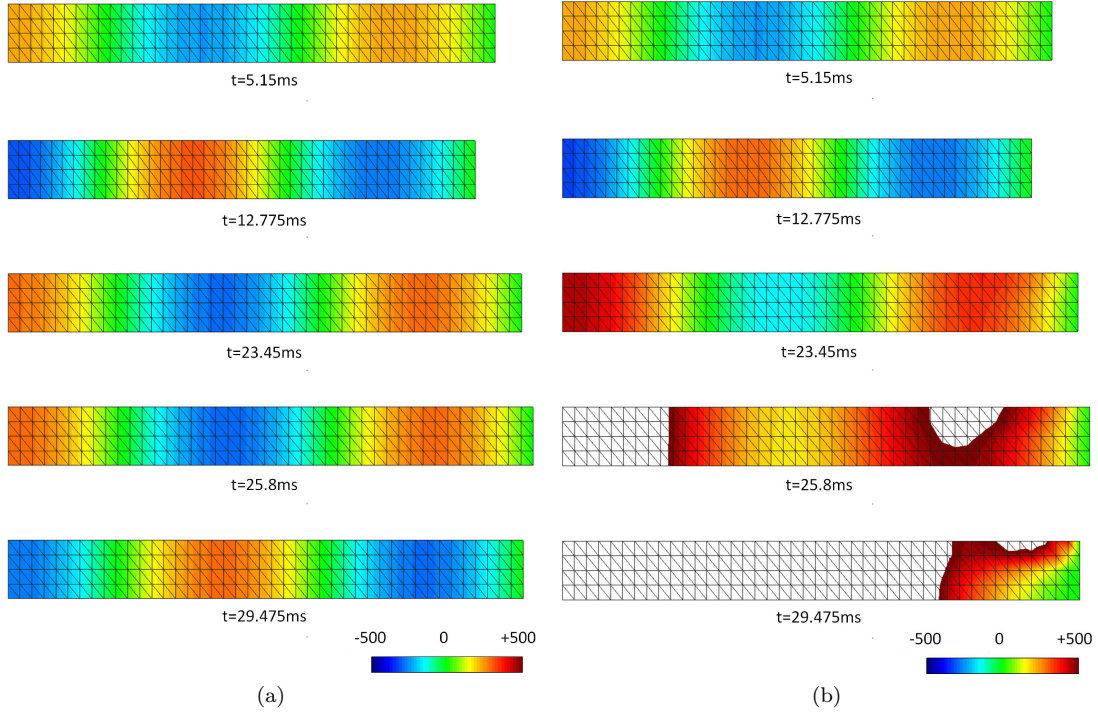 t=5.15ms
t=5.15ms
t=12.775ms
t=12.775ms
t=23.45ms
t=23.45ms
t=25.8ms
t=25.8ms
t=29.475ms
t=29.475ms
-500 0 +500
-500 0 +500
(a)
(b)